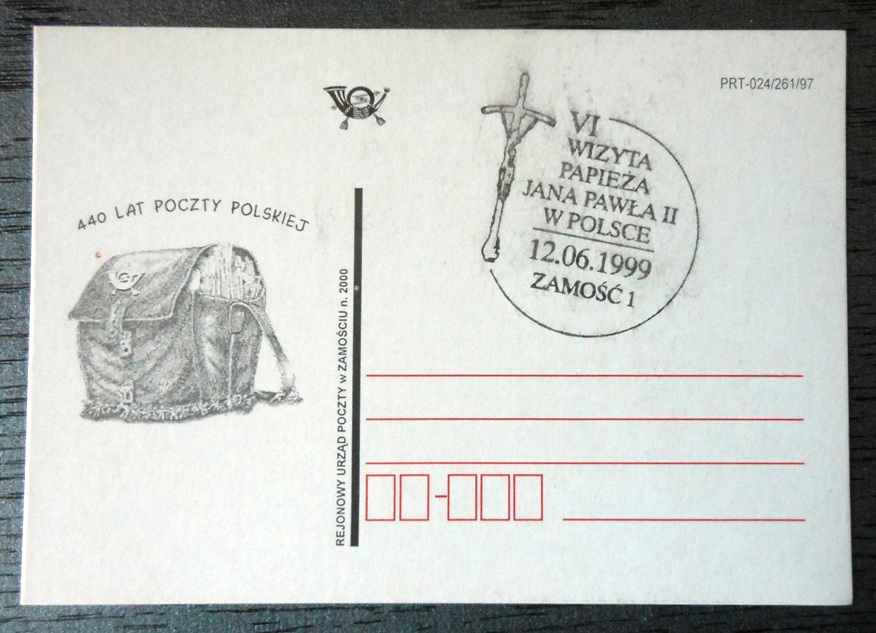 PRT-024/261/97
VI
WIZYTA
PAPIEŻA
JANA PAWŁA II
W POLSCE
12.06.1999
ZAMOŚĆ 1
440 LAT POCZTY POLSKIEJ
REJONOWY URZĄD POCZTY w ZAMOŚCIU n. 2000